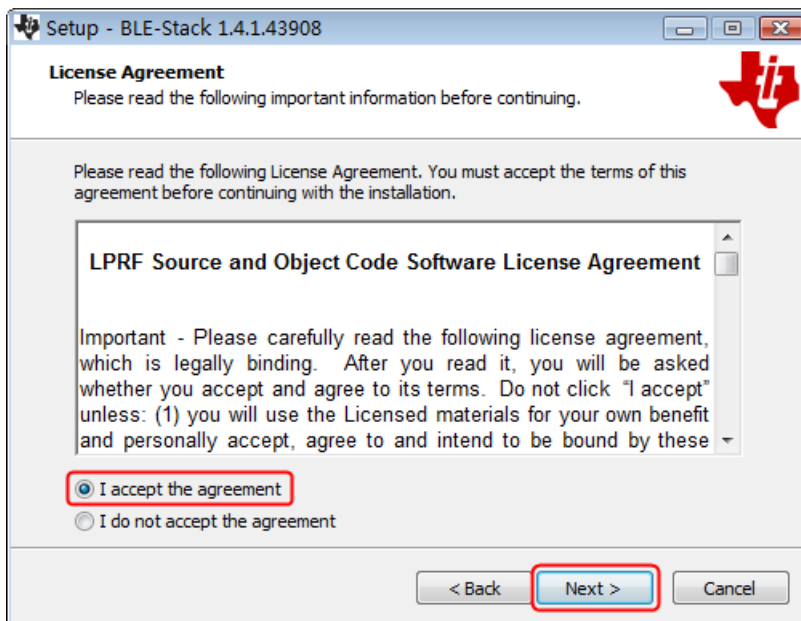 Setup - BLE-Stack 1.4.1.43908
License Agreement
Please read the following important information before continuing.
Please read the following License Agreement. You must accept the terms of this
agreement before continuing with the installation.
LPRF Source and Object Code Software License Agreement
Important - Please carefully read the following license agreement,
which is legally binding. After you read it, you will be asked
whether you accept and agree to its terms. Do not click “I accept”
unless: (1) you will use the Licensed materials for your own benefit
and personally accept, agree to and intend to be bound by these
I accept the agreement
I do not accept the agreement
< Back Next > Cancel